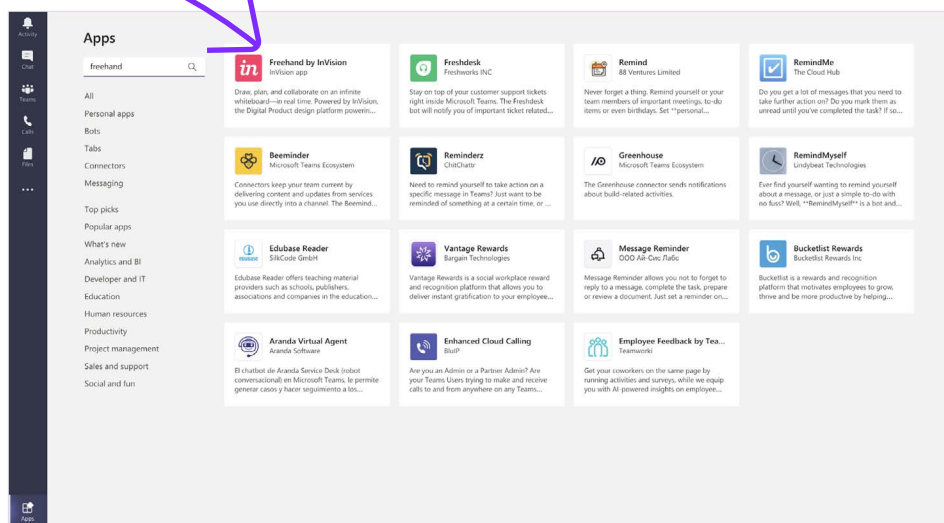 Activity
Chat
Teams
Calls
Files
Apps
Apps
freehand
All
Personal apps
Bots
Tabs
Connectors
Messaging
Top picks
Popular apps
What's new
Analytics and BI
Developer and IT
Education
Human resources
Productivity
Project management
Sales and support
Social and fun
in
Freehand by InVision
InVision app
Draw, plan, and collaborate on an infinite
whiteboard—in real time. Powered by InVision,
the Digital Product design platform powerin...
Freshdesk
Freshworks INC
Stay on top of your customer support tickets
right inside Microsoft Teams. The Freshdesk
bot will notify you of important ticket related...
Remind
88 Ventures Limited
Never forget a thing. Remind yourself or your
team members of important meetings, to-do
items or even birthdays. Set **personal...
RemindMe
The Cloud Hub
Do you get a lot of messages that you need to
take further action on? Do you mark them as
unread until you've completed the task? If so...
Beeminder
Microsoft Teams Ecosystem
Connectors keep your team current by
delivering content and updates from services
you use directly into a channel. The Beemind...
Reminderz
ChitChattr
Need to remind yourself to take action on a
specific message in Teams? Just want to be
reminded of something at a certain time, or ...
Greenhouse
Microsoft Teams Ecosystem
The Greenhouse connector sends notifications
about build-related activities.
RemindMyself
Lindybeat Technologies
Ever find yourself wanting to remind yourself
about a message, or just a simple to-do with
no fuss? Well, **RemindMyself** is a bot and...
Edubase Reader
SilkCode GmbH
Edubase Reader offers teaching material
providers such as schools, publishers,
associations and companies in the education...
Vantage Rewards
Bargain Technologies
Vantage Rewards is a social workplace reward
and recognition platform that allows you to
deliver instant gratification to your employee...
Message Reminder
ООО Ай-Сис Лабс
Message Reminder allows you not to forget to
reply to a message, complete the task, prepare
or review a document. Just set a reminder on...
Bucketlist Rewards
Bucketlist Rewards Inc
Bucketlist is a rewards and recognition
platform that motivates employees to grow,
thrive and be more productive by helping...
Aranda Virtual Agent
Aranda Software
El chatbot de Aranda Service Desk (robot
conversacional) en Microsoft Teams, le permite
generar casos y hacer seguimiento a los...
Enhanced Cloud Calling
BluIP
Are you an Admin or a Partner Admin? Are
your Teams Users trying to make and receive
calls to and from anywhere on any Teams...
Employee Feedback by Tea...
Teamworki
Get your coworkers on the same page by
running activities and surveys, while we equip
you with AI-powered insights on employee...